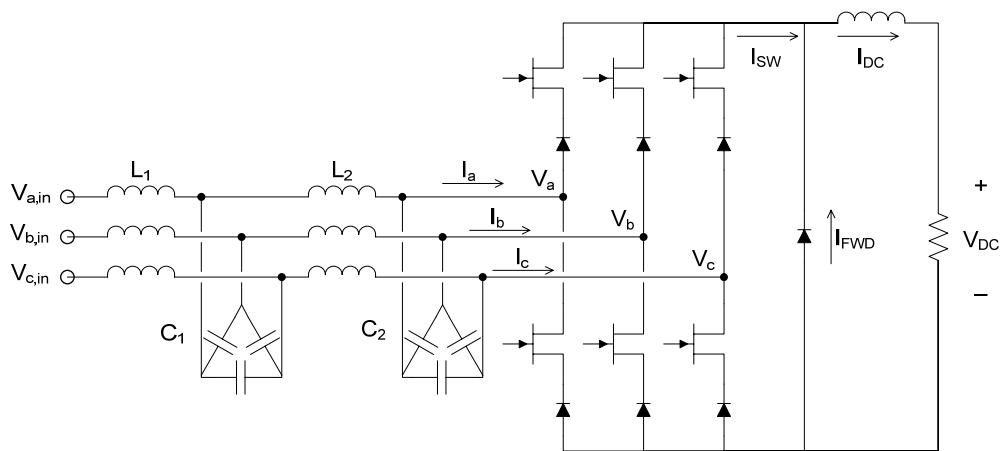 I_SW
I_DC
L_1
L_2
I_a
V_a
V_a,in
I_b
V_b
V_b,in
I_c
V_c
V_c,in
C_1
C_2
I_FWD
+
V_DC
−